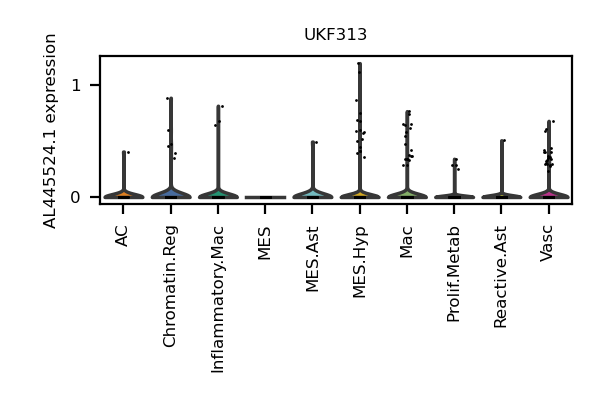 UKF313
AL445524.1 expression
1
0
AC
Chromatin.Reg
Inflammatory.Mac
MES
MES.Ast
MES.Hyp
Mac
Prolif.Metab
Reactive.Ast
Vasc